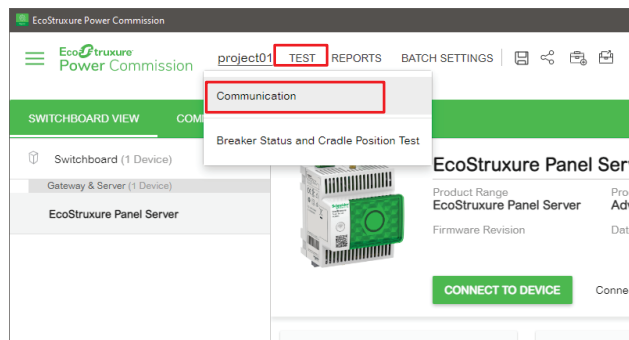 EcoStruxure Power Commission
EcoStruxure
Power Commission
project01 TEST REPORTS BATCH SETTINGS
Communication
Breaker Status and Cradle Position Test
SWITCHBOARD VIEW
Switchboard (1 Device)
Gateway & Server (1 Device)
EcoStruxure Panel Server
EcoStruxure Panel
Product Range
EcoStruxure Panel Server
Firmware Revision
CONNECT TO DEVICE